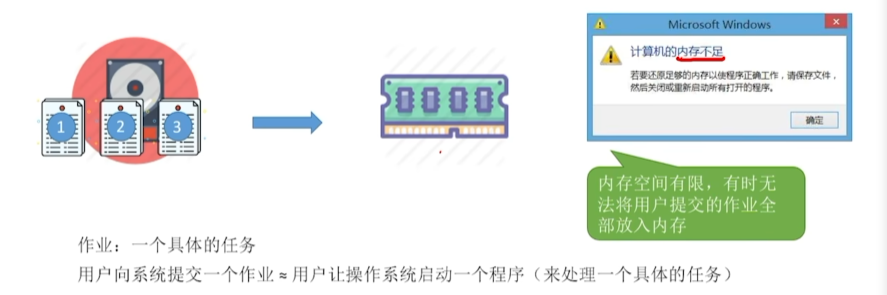 1
2
3
Microsoft Windows
计算机的内存不足
若要还原足够的内存以使程序正确工作，请保存文件，
然后关闭或重新启动所有打开的程序。
确定
内存空间有限，有时无
法将用户提交的作业全
部放入内存
作业：一个具体的任务
用户向系统提交一个作业 ≈ 用户让操作系统启动一个程序（来处理一个具体的任务）